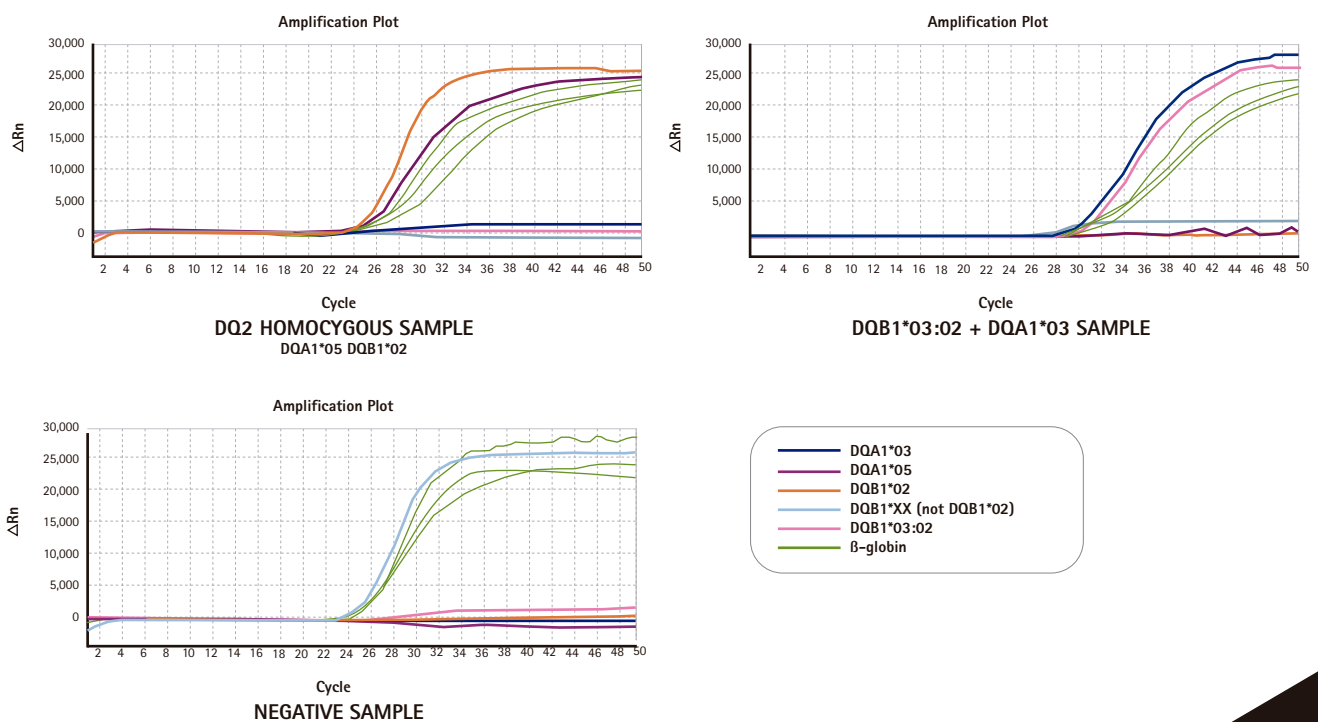 Amplification Plot
30,000
25,000
20,000
15,000
10,000
5,000
0
△Rn
2 4 6 8 10 12 14 16 18 20 22 24 26 28 30 32 34 36 38 40 42 44 46 48 50
Cycle
DQ2 HOMOCYGOUS SAMPLE
DQA1*05 DQB1*02
Amplification Plot
30,000
25,000
20,000
15,000
10,000
5,000
△Rn
2 4 6 8 10 12 14 16 18 20 22 24 26 28 30 32 34 36 38 40 42 44 46 48 50
Cycle
DQB1*03:02 + DQA1*03 SAMPLE
Amplification Plot
30,000
25,000
20,000
15,000
10,000
5,000
0
△Rn
2 4 6 8 10 12 14 16 18 20 22 24 26 28 30 32 34 36 38 40 42 44 46 48 50
Cycle
NEGATIVE SAMPLE
DQA1*03
DQA1*05
DQB1*02
DQB1*XX (not DQB1*02)
DQB1*03:02
ß-globin